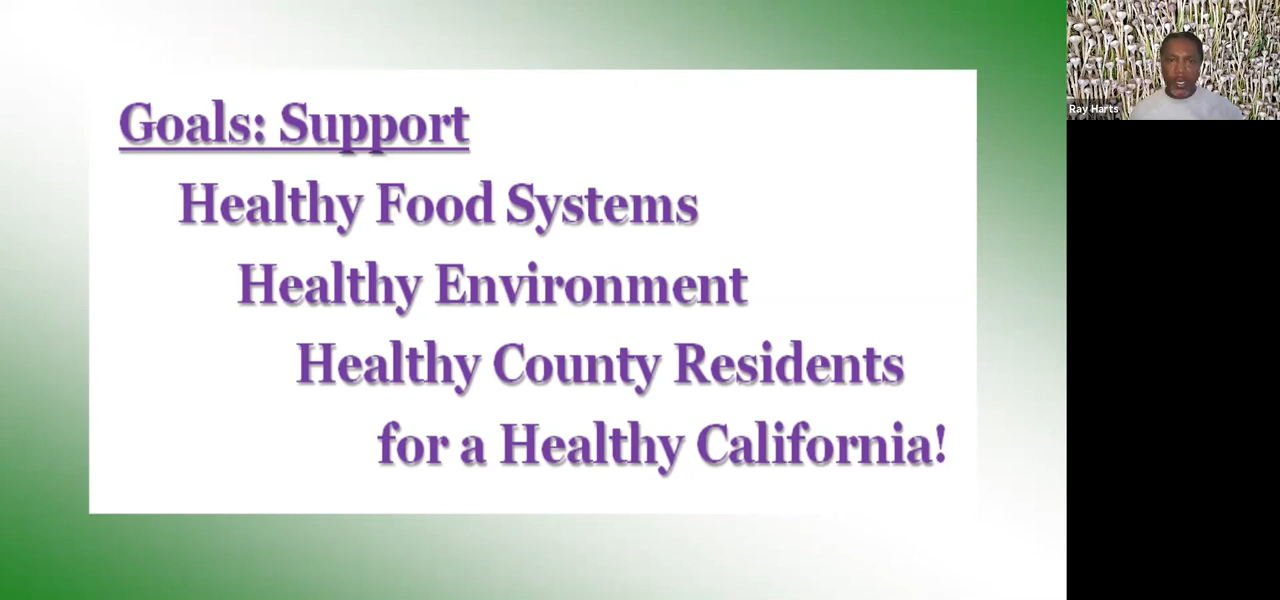 Goals: Support
Healthy Food Systems
Healthy Environment
Healthy County Residents
for a Healthy California!
Ray Harts